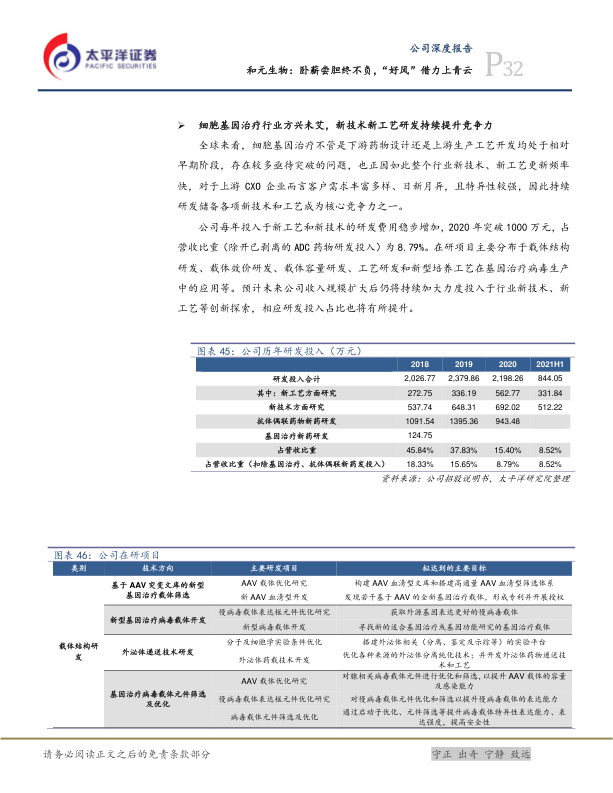 太平洋证券
PACIFIC SECURITIES
公司深度报告
和元生物：卧薪尝胆终不负，“好风”借力上青云
P32
➢ 细胞基因治疗行业方兴未艾，新技术新工艺研发持续提升竞争力
全球来看，细胞基因治疗不管是下游药物设计还是上游生产工艺开发均处于相对
早期阶段，存在较多亟待突破的问题，也正因如此整个行业新技术、新工艺更新频率
快，对于上游 CXO 企业而言客户需求丰富多样、日新月异，且特异性较强，因此持续
研发储备各项新技术和工艺成为核心竞争力之一。
公司每年投入于新工艺和新技术的研发费用稳步增加，2020 年突破 1000 万元，占
营收比重（除开已剥离的 ADC 药物研发投入）为 8.79%。在研项目主要分布于载体结构
研发、载体效价研发、载体容量研发、工艺研发和新型培养工艺在基因治疗病毒生产
中的应用等。预计未来公司收入规模扩大后仍将持续加大力度投入于行业新技术、新
工艺等创新探索，相应研发投入占比也将有所提升。
图表 45：公司历年研发投入（万元）
2018 2019 2020 2021H1
研发投入合计 2,026.77 2,379.86 2,198.26 844.05
其中：新工艺方面研究 272.75 336.19 562.77 331.84
新技术方面研究 537.74 648.31 692.02 512.22
抗体偶联药物新药研发 1091.54 1395.36 943.48
基因治疗新药研发 124.75
占营收比重 45.84% 37.83% 15.40% 8.52%
占营收比重（扣除基因治疗、抗体偶联新药发投入） 18.33% 15.65% 8.79% 8.52%
资料来源：公司招股说明书，太平洋研究院整理
图表 46：公司在研项目
类别 技术方向 主要研发项目 拟达到的主要目标
载体结构研
发
基于 AAV 突变文库的新型
基因治疗载体筛选
AAV 载体优化研究 构建 AAV 血清型文库和搭建高通量 AAV 血清型筛选体系
新 AAV 血清型开发 发现若干基于 AAV 的全新基因治疗载体，形成专利并开展授权
新型基因治疗病毒载体开发
慢病毒载体表达框元件优化研究 获取外源基因表达更好的慢病毒载体
新型病毒载体开发 寻找新的适合基因治疗或基因功能研究的基因治疗载体
外泌体递送技术研发
分子及细胞学实验条件优化 搭建外泌体相关（分离、鉴定及示踪等）的实验平台
外泌体药载技术开发 优化各种来源的外泌体分离纯化技术；并开发外泌体药物递送技
术和工艺
基因治疗病毒载体元件筛选
及优化
AAV 载体优化研究 对腺相关病毒载体元件进行优化和筛选，以提升 AAV 载体的容量
及感染能力
慢病毒载体表达框元件优化研究 对慢病毒载体元件优化和筛选以提升慢病毒载体的表达能力
病毒载体元件筛选及优化 通过启动子优化、元件筛选等提升病毒载体特异性表达能力、表
达强度，提高安全性
请务必阅读正文之后的免责条款部分
守正 出奇 宁静 致远